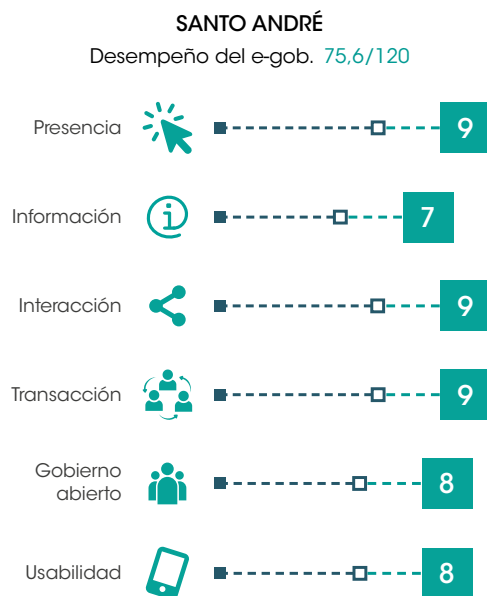 SANTO ANDRÉ
Desempeño del e-gob. 75,6/120
Presencia 9
Información 7
Interacción 9
Transacción 9
Gobierno
abierto 8
Usabilidad 8